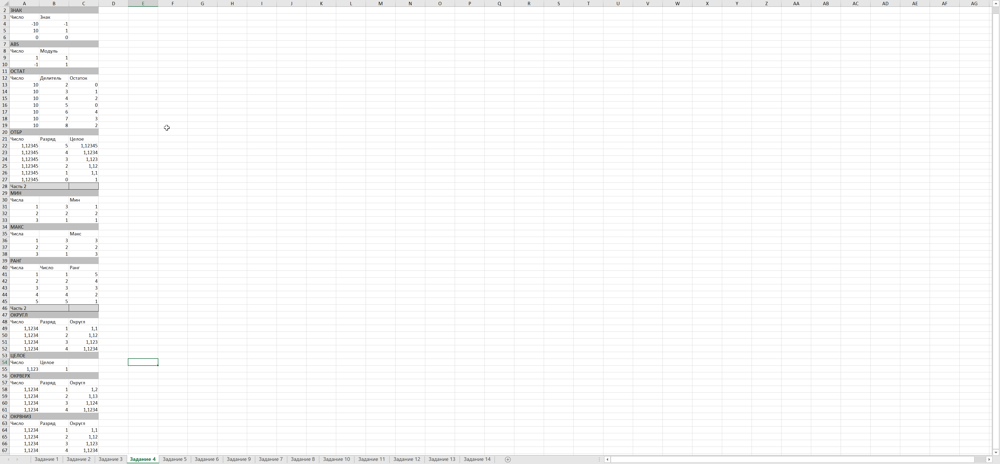 A B C D E F G H I J K L M N O P Q R S T U V W X Y Z AA AB AC AD AE AF AG
2 ЗНАК
3 Число Знак
4 -10 -1
5 10 1
6 0 0
7 ABS
8 Число Модуль
9 1 1
10 -1 1
11 ОСТАТ
12 Число Делитель Остаток
13 10 2 0
14 10 3 1
15 10 4 2
16 10 5 0
17 10 6 4
18 10 7 3
19 10 8 2
20 ОТБР
21 Число Разряд Целое
22 1,12345 5 1,12345
23 1,12345 4 1,1234
24 1,12345 3 1,123
25 1,12345 2 1,12
26 1,12345 1 1,1
27 1,12345 0 1
28 Часть 2
29 МИН
30 Числа Мин
31 1 3 1
32 2 2 2
33 3 1 1
34 МАКС
35 Числа Макс
36 1 3 3
37 2 2 2
38 3 1 3
39 РАНГ
40 Числа Число Ранг
41 1 1 5
42 2 2 4
43 3 3 3
44 4 4 2
45 5 5 1
46 Часть 2
47 ОКРУГЛ
48 Число Разряд Округл
49 1,1234 1 1,1
50 1,1234 2 1,12
51 1,1234 3 1,123
52 1,1234 4 1,1234
53 ЦЕЛОЕ
54 Число Целое
55 1,123 1
56 ОКРВЕРХ
57 Число Разряд Округл
58 1,1234 1 1,2
59 1,1234 2 1,13
60 1,1234 3 1,124
61 1,1234 4 1,1234
62 ОКРВНИЗ
63 Число Разряд Округл
64 1,1234 1 1,1
65 1,1234 2 1,12
66 1,1234 3 1,123
67 1,1234 4 1,1234
Задание 1 Задание 2 Задание 3 Задание 4 Задание 5 Задание 6 Задание 9 Задание 7 Задание 8 Задание 10 Задание 11 Задание 12 Задание 13 Задание 14